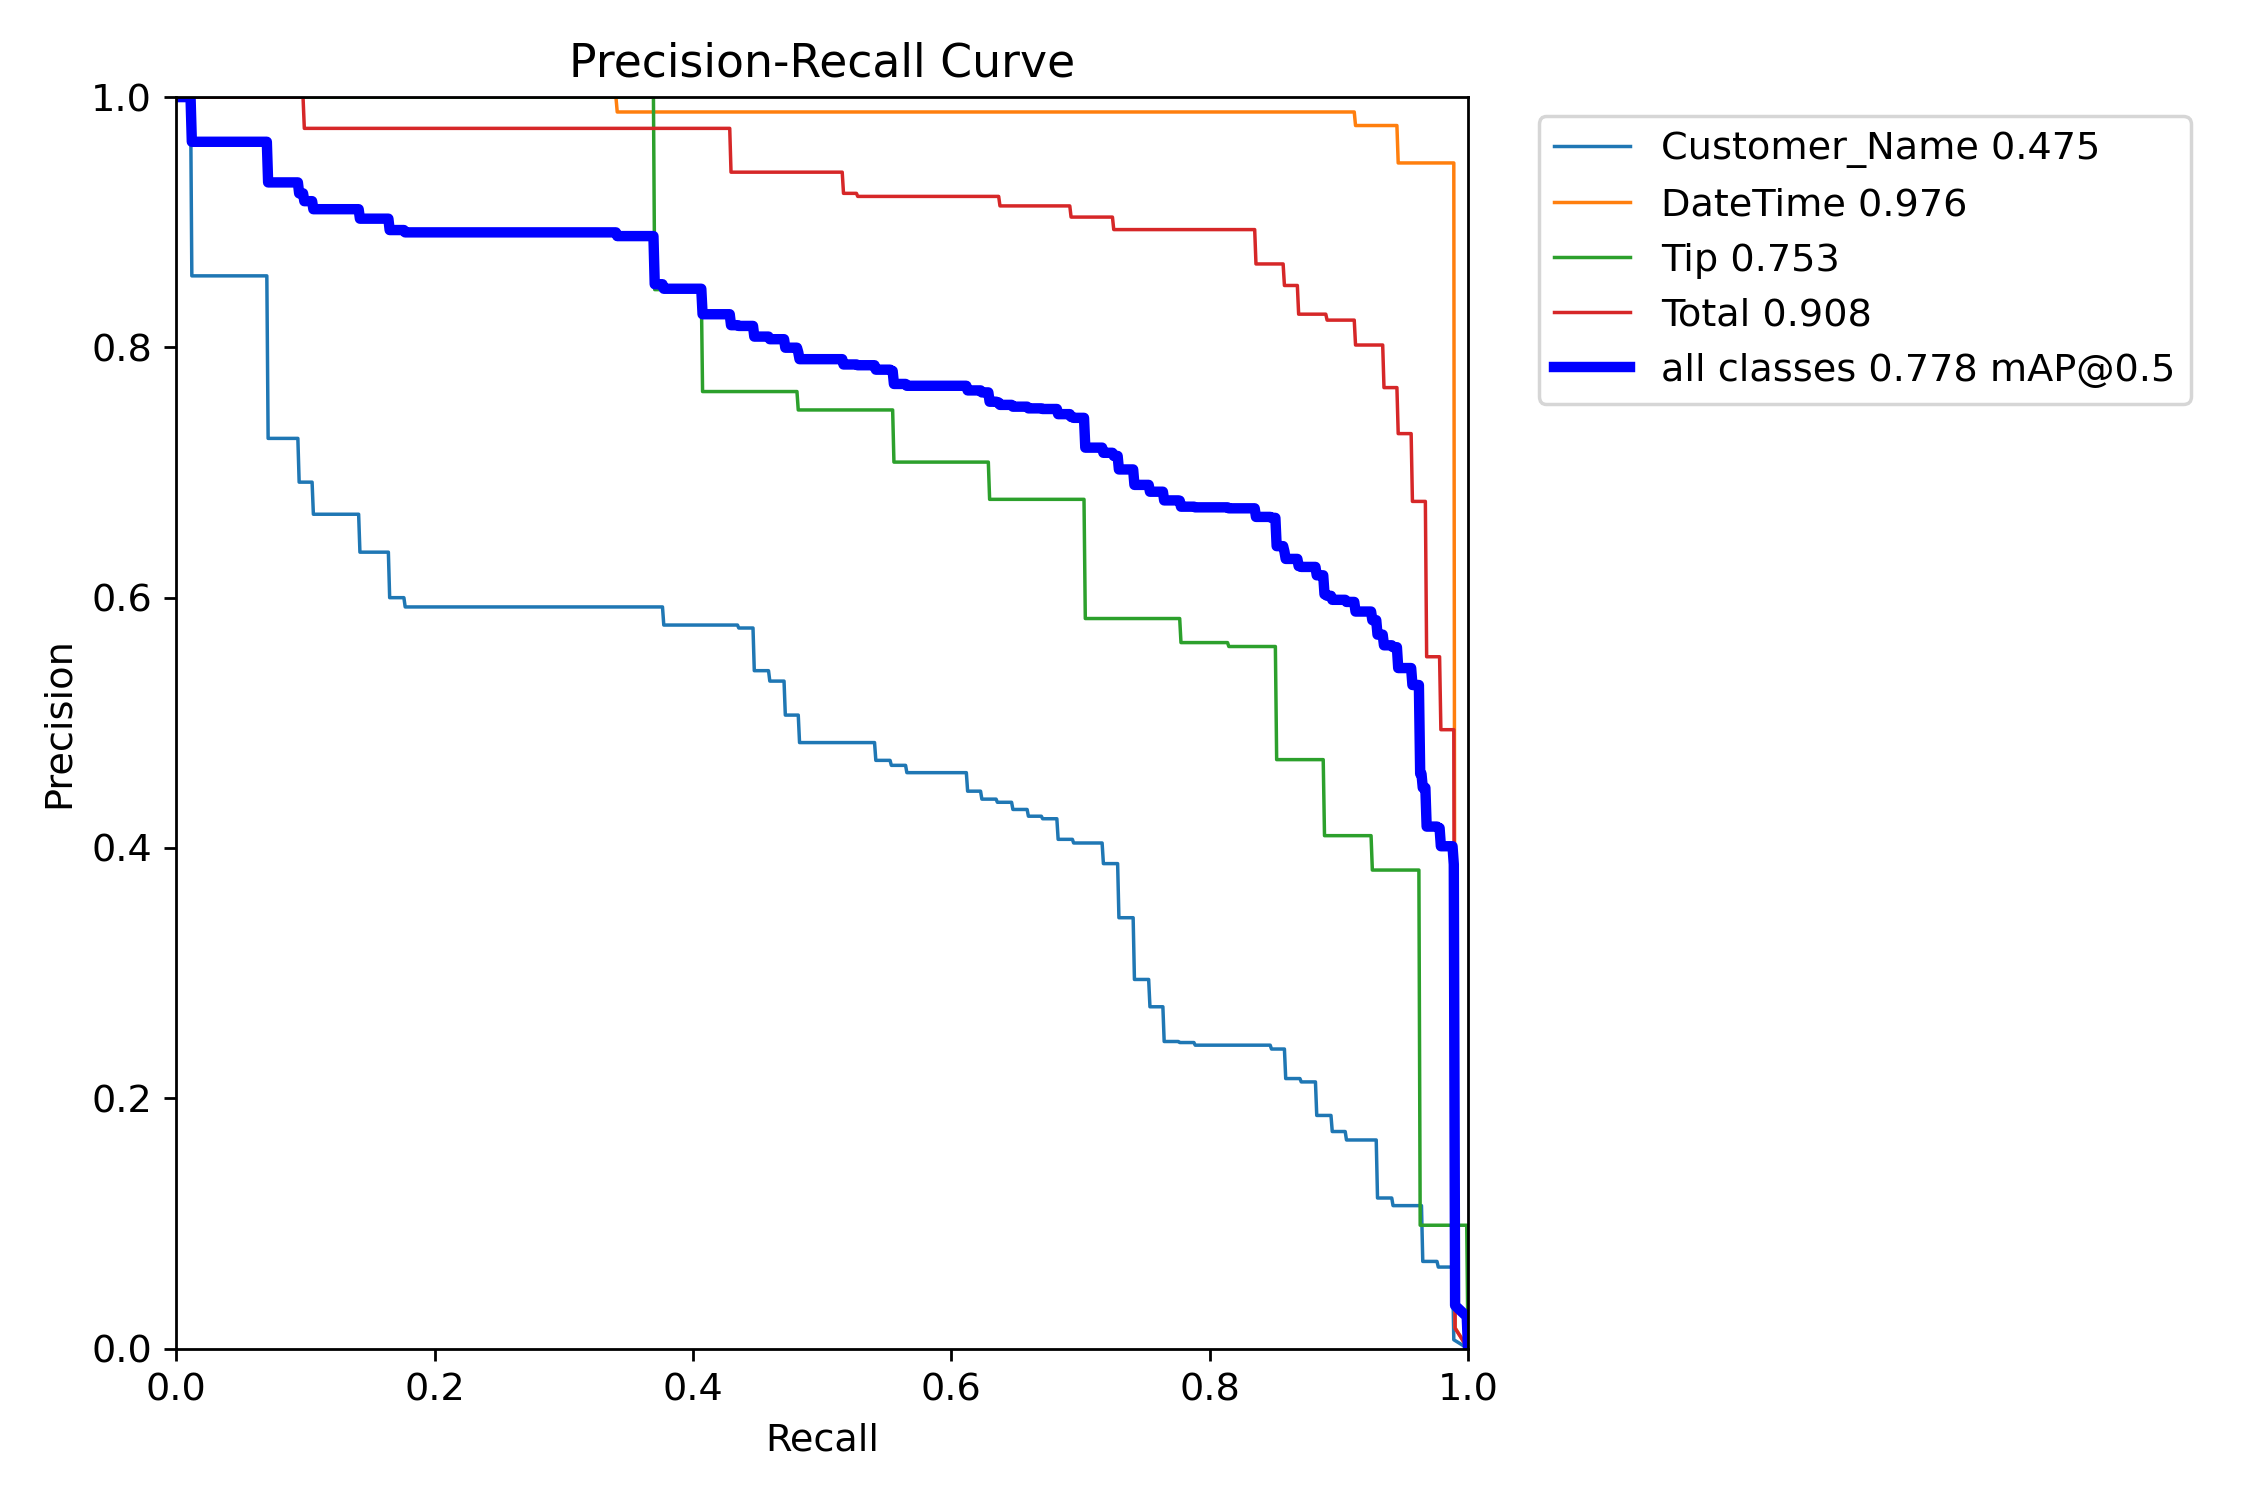 Precision-Recall Curve
1.0
0.8
0.6
0.4
0.2
0.0
Precision
0.0 0.2 0.4 0.6 0.8 1.0
Recall
Customer_Name 0.475
DateTime 0.976
Tip 0.753
Total 0.908
all classes 0.778 mAP@0.5